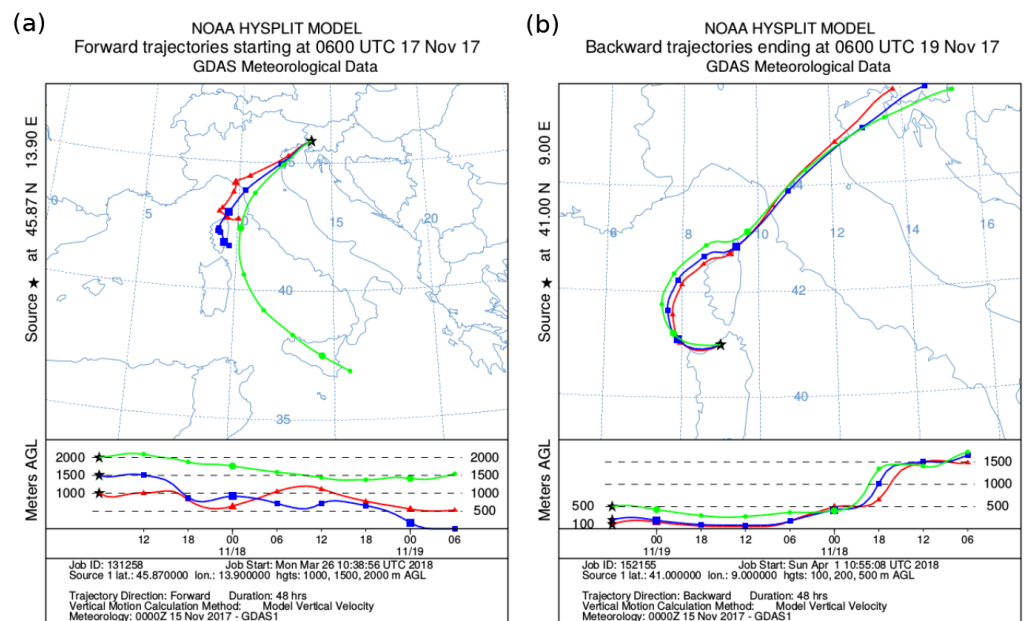 (a)
NOAA HYSPLIT MODEL
Forward trajectories starting at 0600 UTC 17 Nov 17
GDAS Meteorological Data
Source ★ at 45.87 N 13.90 E
5
15
20
40
35
Meters AGL
2000
1500
1000
500
2000
1500
1000
500
12 18 00 06 12 18 00 06
11/18 11/19
Job ID: 131258 Job Start: Mon Mar 26 10:38:56 UTC 2018
Source 1 lat.: 45.870000 lon.: 13.900000 hgts: 1000, 1500, 2000 m AGL
Trajectory Direction: Forward Duration: 48 hrs
Vertical Motion Calculation Method: Model Vertical Velocity
Meteorology: 0000Z 15 Nov 2017 - GDAS1
(b)
NOAA HYSPLIT MODEL
Backward trajectories ending at 0600 UTC 19 Nov 17
GDAS Meteorological Data
Source ★ at 41.00 N 9.00 E
6 8 10 12 14 16
42
40
Meters AGL
500
100
1500
1000
500
00 18 12 06 00 18 12 06
11/19 11/18
Job ID: 152155 Job Start: Sun Apr 1 10:55:08 UTC 2018
Source 1 lat.: 41.000000 lon.: 9.000000 hgts: 100, 200, 500 m AGL
Trajectory Direction: Backward Duration: 48 hrs
Vertical Motion Calculation Method: Model Vertical Velocity
Meteorology: 0000Z 15 Nov 2017 - GDAS1